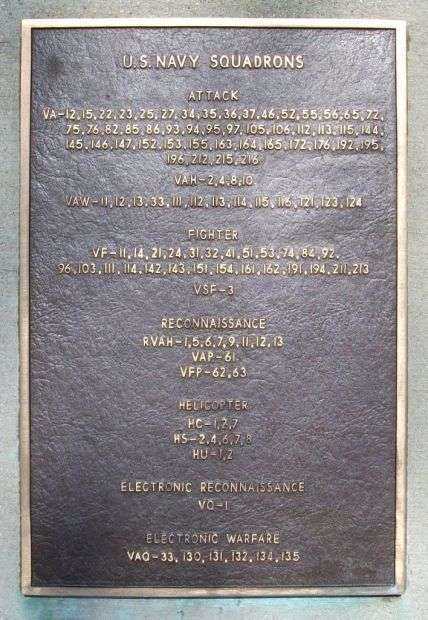 U.S. NAVY SQUADRONS
ATTACK
VA-12,15,22,23,25,27,34,35,36,37,46,52,55,56,65,72,
75,76,82,85,86,93,94,95,97,105,106,112,113,115,144,
145,146,147,152,153,155,163,164,165,172,176,192,195,
196,212,215,216
VAH-2,4,8,10
VAW-11,12,13,33,111,112,113,114,115,116,121,123,124
FIGHTER
VF-11,14,21,24,31,32,41,51,53,74,84,92,
96,103,111,114,142,143,151,154,161,162,191,194,211,213
VSF-3
RECONNAISSANCE
RVAH-1,5,6,7,9,11,12,13
VAP-61
VFP-62,63
HELICOPTER
HC-1,2,7
HS-2,4,6,7,8
HU-1,2
ELECTRONIC RECONNAISSANCE
VQ-1
ELECTRONIC WARFARE
VAQ-33,130,131,132,134,135